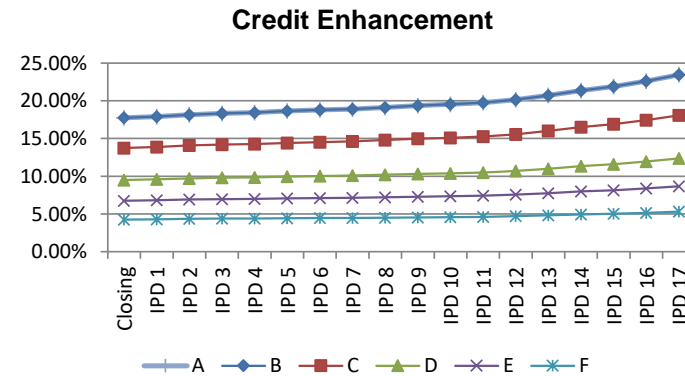 Credit Enhancement
25.00%
20.00%
15.00%
10.00%
5.00%
0.00%
Closing
IPD 1
IPD 2
IPD 3
IPD 4
IPD 5
IPD 6
IPD 7
IPD 8
IPD 9
IPD 10
IPD 11
IPD 12
IPD 13
IPD 14
IPD 15
IPD 16
IPD 17
A B C D E F